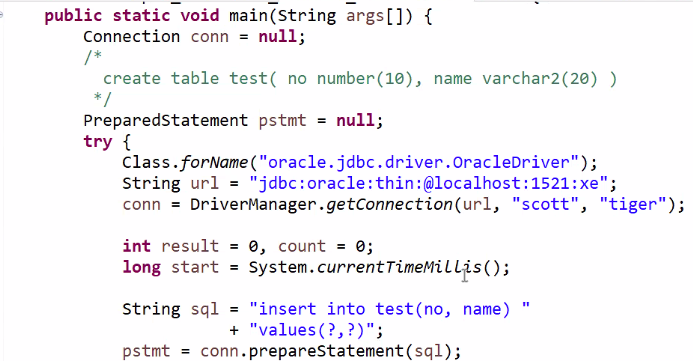 public static void main(String args[]) {
Connection conn = null;
/*
create table test( no number(10), name varchar2(20) )
*/
PreparedStatement pstmt = null;
try {
Class.forName("oracle.jdbc.driver.OracleDriver");
String url = "jdbc:oracle:thin:@localhost:1521:xe";
conn = DriverManager.getConnection(url, "scott", "tiger");
int result = 0, count = 0;
long start = System.currentTimeMillis();
String sql = "insert into test(no, name) "
+ "values(?,?)";
pstmt = conn.prepareStatement(sql);